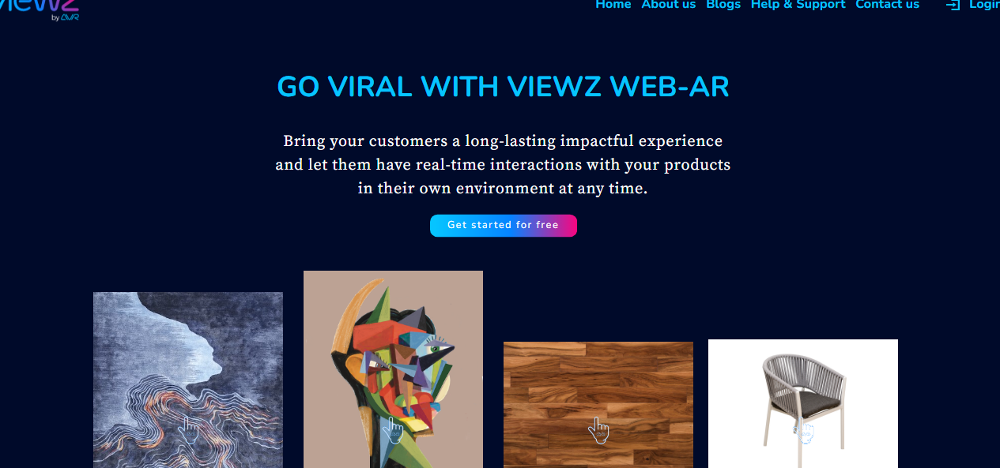 viewz
by AVR
Home About us Blogs Help & Support Contact us Login
GO VIRAL WITH VIEWZ WEB-AR
Bring your customers a long-lasting impactful experience
and let them have real-time interactions with your products
in their own environment at any time.
Get started for free